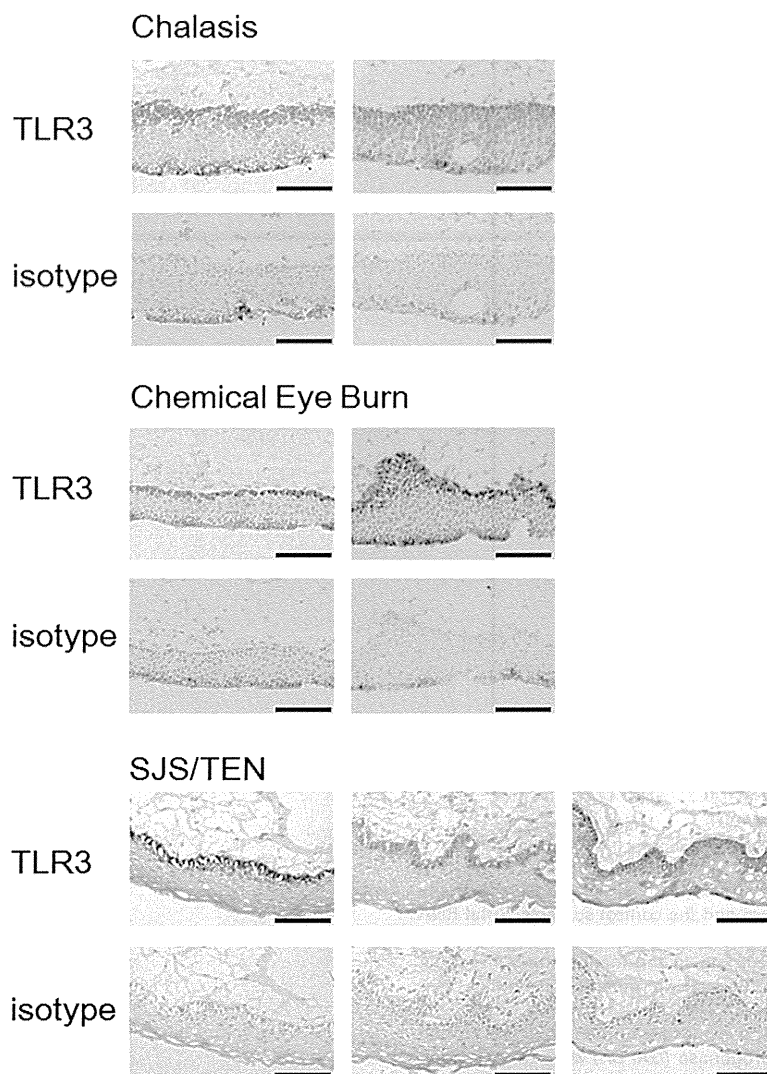 Chalasis
TLR3
isotype
Chemical Eye Burn
TLR3
isotype
SJS/TEN
TLR3
isotype